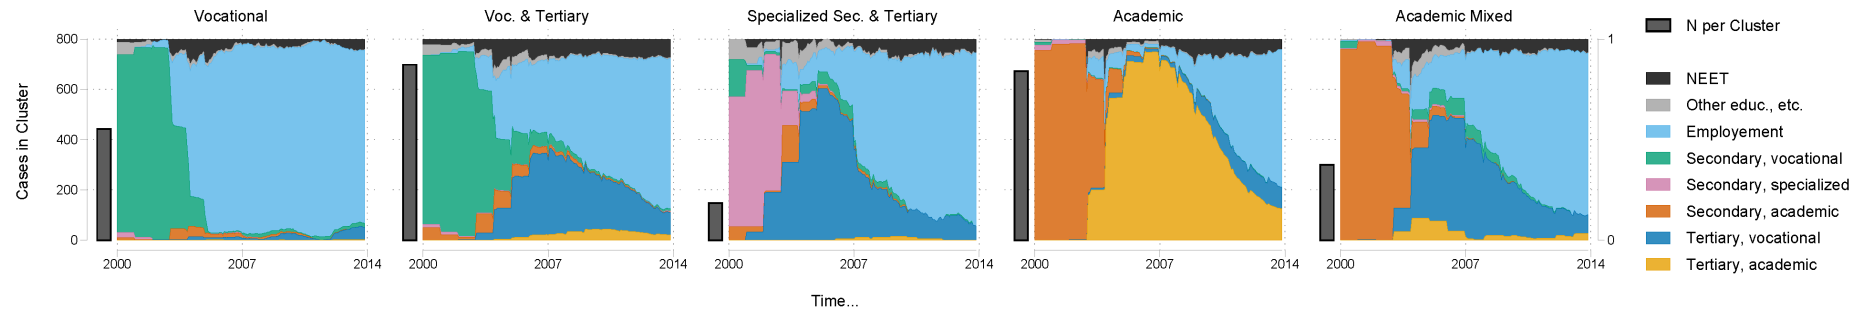 Vocational
Voc. & Tertiary
Specialized Sec. & Tertiary
Academic
Academic Mixed
Cases in Cluster
800
600
400
200
0
2000
2007
2014
2000
2007
2014
2000
2007
2014
2000
2007
2014
2000
2007
2014
1
0
Time...
N per Cluster
NEET
Other educ., etc.
Employement
Secondary, vocational
Secondary, specialized
Secondary, academic
Tertiary, vocational
Tertiary, academic